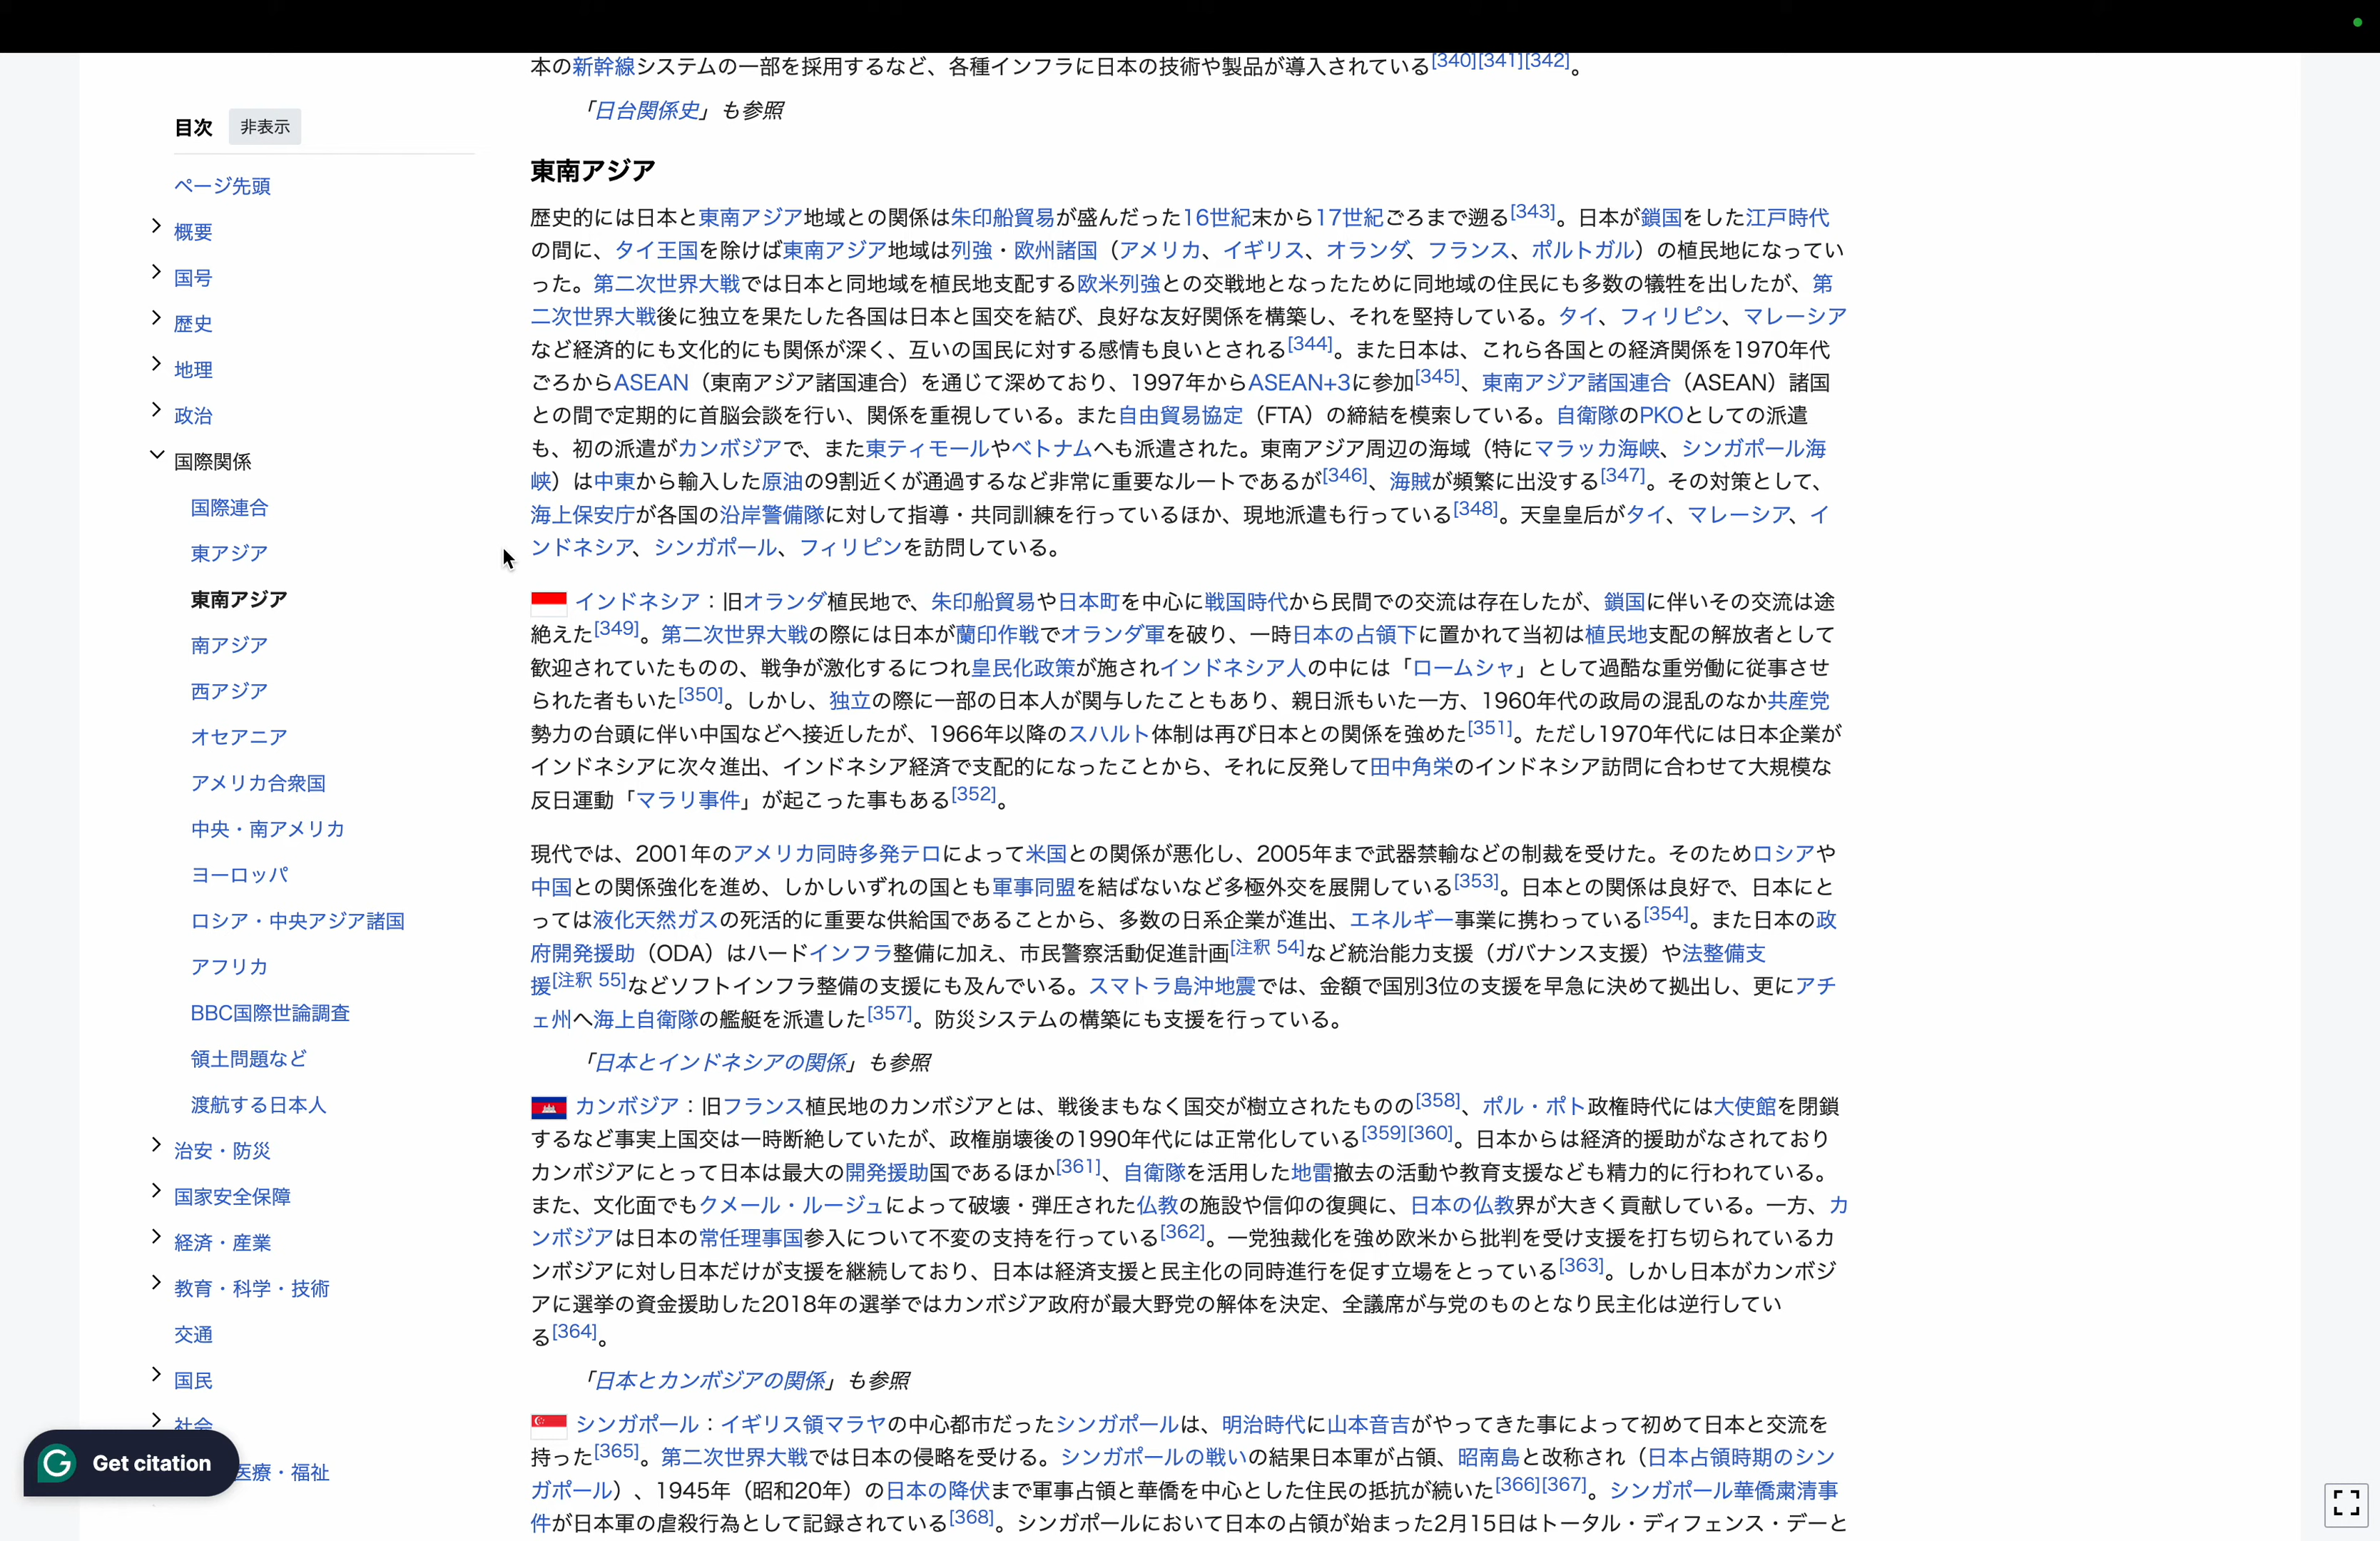 本の新幹線システムの一部を採用するなど、各種インフラに日本の技術や製品が導入されている[340][341][342]。
「日台関係史」も参照
目次 非表示
ページ先頭
概要
国号
歴史
地理
政治
国際関係
国際連合
東アジア
東南アジア
南アジア
西アジア
オセアニア
アメリカ合衆国
中央・南アメリカ
ヨーロッパ
ロシア・中央アジア諸国
アフリカ
BBC国際世論調査
領土問題など
渡航する日本人
治安・防災
国家安全保障
経済・産業
教育・科学・技術
交通
国民
社会
医療・福祉
Get citation
東南アジア
歴史的には日本と東南アジア地域との関係は朱印船貿易が盛んだった16世紀末から17世紀ごろまで遡る[343]。日本が鎖国をした江戸時代
の間に、タイ王国を除けば東南アジア地域は列強・欧州諸国（アメリカ、イギリス、オランダ、フランス、ポルトガル）の植民地になってい
った。第二次世界大戦では日本と同地域を植民地支配する欧米列強との交戦地となったために同地域の住民にも多数の犠牲を出したが、第
二次世界大戦後に独立を果たした各国は日本と国交を結び、良好な友好関係を構築し、それを堅持している。タイ、フィリピン、マレーシア
など経済的にも文化的にも関係が深く、互いの国民に対する感情も良いとされる[344]。また日本は、これら各国との経済関係を1970年代
ごろからASEAN（東南アジア諸国連合）を通じて深めており、1997年からASEAN+3に参加[345]、東南アジア諸国連合（ASEAN）諸国
との間で定期的に首脳会談を行い、関係を重視している。また自由貿易協定（FTA）の締結を模索している。自衛隊のPKOとしての派遣
も、初の派遣がカンボジアで、また東ティモールやベトナムへも派遣された。東南アジア周辺の海域（特にマラッカ海峡、シンガポール海
峡）は中東から輸入した原油の9割近くが通過するなど非常に重要なルートであるが[346]、海賊が頻繁に出没する[347]。その対策として、
海上保安庁が各国の沿岸警備隊に対して指導・共同訓練を行っているほか、現地派遣も行っている[348]。天皇皇后がタイ、マレーシア、イ
ンドネシア、シンガポール、フィリピンを訪問している。
インドネシア：旧オランダ植民地で、朱印船貿易や日本町を中心に戦国時代から民間での交流は存在したが、鎖国に伴いその交流は途
絶えた[349]。第二次世界大戦の際には日本が蘭印作戦でオランダ軍を破り、一時日本の占領下に置かれて当初は植民地支配の解放者として
歓迎されていたものの、戦争が激化するにつれ皇民化政策が施されインドネシア人の中には「ロームシャ」として過酷な重労働に従事させ
られた者もいた[350]。しかし、独立の際に一部の日本人が関与したこともあり、親日派もいた一方、1960年代の政局の混乱のなか共産党
勢力の台頭に伴い中国などへ接近したが、1966年以降のスハルト体制は再び日本との関係を強めた[351]。ただし1970年代には日本企業が
インドネシアに次々進出、インドネシア経済で支配的になったことから、それに反発して田中角栄のインドネシア訪問に合わせて大規模な
反日運動「マラリ事件」が起こった事もある[352]。
現代では、2001年のアメリカ同時多発テロによって米国との関係が悪化し、2005年まで武器禁輸などの制裁を受けた。そのためロシアや
中国との関係強化を進め、しかしいずれの国とも軍事同盟を結ばないなど多極外交を展開している[353]。日本との関係は良好で、日本にと
っては液化天然ガスの死活的に重要な供給国であることから、多数の日系企業が進出、エネルギー事業に携わっている[354]。また日本の政
府開発援助（ODA）はハードインフラ整備に加え、市民警察活動促進計画[注釈 54]など統治能力支援（ガバナンス支援）や法整備支
援[注釈 55]などソフトインフラ整備の支援にも及んでいる。スマトラ島沖地震では、金額で国別3位の支援を早急に決めて拠出し、更にアチ
ェ州へ海上自衛隊の艦艇を派遣した[357]。防災システムの構築にも支援を行っている。
「日本とインドネシアの関係」も参照
カンボジア：旧フランス植民地のカンボジアとは、戦後まもなく国交が樹立されたものの[358]、ポル・ポト政権時代には大使館を閉鎖
するなど事実上国交は一時断絶していたが、政権崩壊後の1990年代には正常化している[359][360]。日本からは経済的援助がなされており
カンボジアにとって日本は最大の開発援助国であるほか[361]、自衛隊を活用した地雷撤去の活動や教育支援なども精力的に行われている。
また、文化面でもクメール・ルージュによって破壊・弾圧された仏教の施設や信仰の復興に、日本の仏教界が大きく貢献している。一方、カ
ンボジアは日本の常任理事国参入について不変の支持を行っている[362]。一党独裁化を強め欧米から批判を受け支援を打ち切られているカ
ンボジアに対し日本だけが支援を継続しており、日本は経済支援と民主化の同時進行を促す立場をとっている[363]。しかし日本がカンボジ
アに選挙の資金援助した2018年の選挙ではカンボジア政府が最大野党の解体を決定、全議席が与党のものとなり民主化は逆行してい
る[364]。
「日本とカンボジアの関係」も参照
シンガポール：イギリス領マラヤの中心都市だったシンガポールは、明治時代に山本音吉がやってきた事によって初めて日本と交流を
持った[365]。第二次世界大戦では日本の侵略を受ける。シンガポールの戦いの結果日本軍が占領、昭南島と改称され（日本占領時期のシン
ガポール）、1945年（昭和20年）の日本の降伏まで軍事占領と華僑を中心とした住民の抵抗が続いた[366][367]。シンガポール華僑粛清事
件が日本軍の虐殺行為として記録されている[368]。シンガポールにおいて日本の占領が始まった2月15日はトータル・ディフェンス・デーと